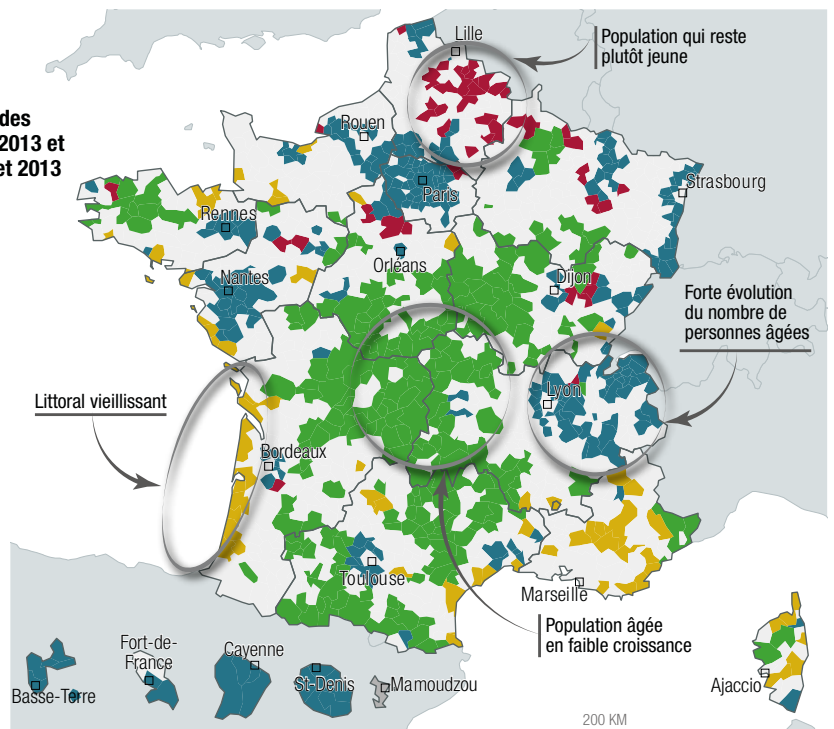 des
2013 et
et 2013
Lille
Population qui reste
plutôt jeune
Rouen
Paris
Strasbourg
Rennes
Orléans
Nantes
Dijon
Forte évolution
du nombre de
personnes âgées
Littoral vieillissant
Lyon
Bordeaux
Toulouse
Marseille
Population âgée
en faible croissance
Basse-Terre
Fort-de-
France
Cayenne
St-Denis
Mamoudzou
Ajaccio
200 KM